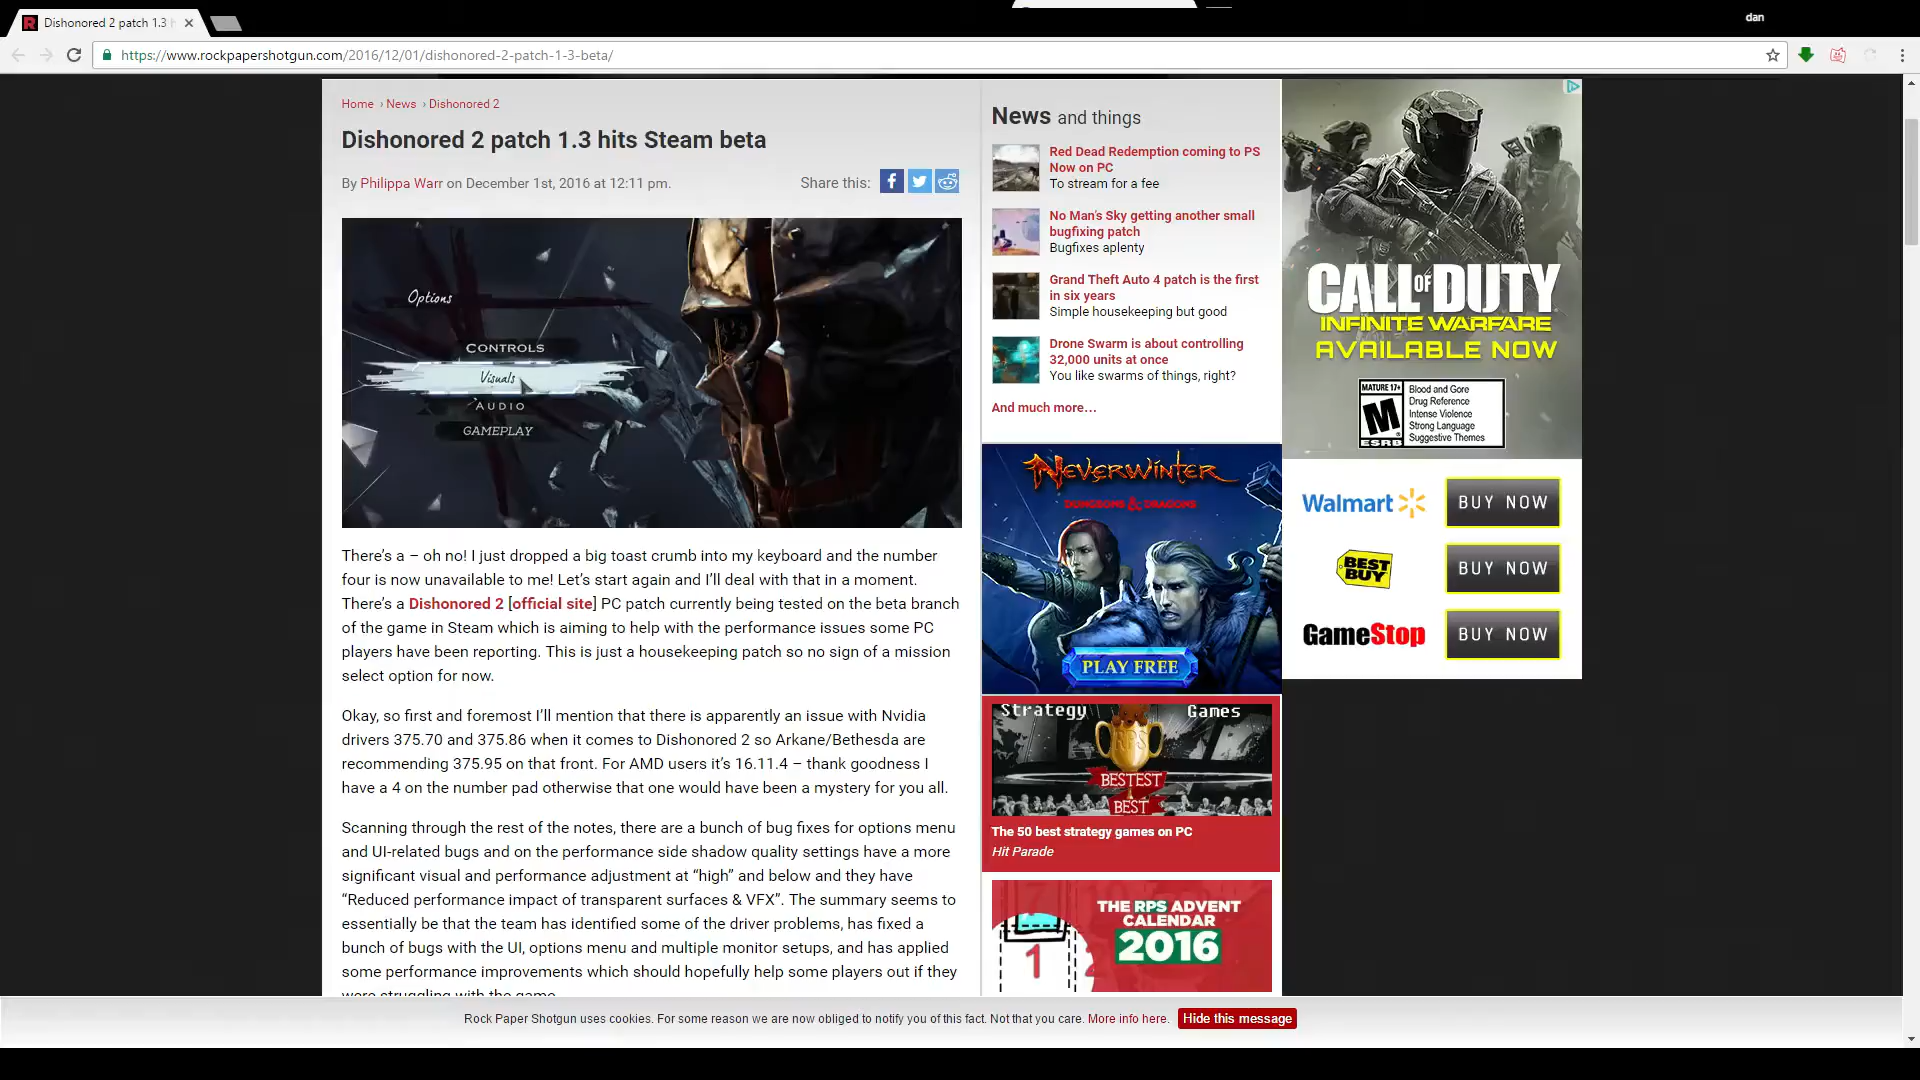 Dishonored 2 patch 1.3
dan
https://www.rockpapershotgun.com/2016/12/01/dishonored-2-patch-1-3-beta/
Home › News › Dishonored 2
Dishonored 2 patch 1.3 hits Steam beta
By Philippa Warr on December 1st, 2016 at 12:11 pm.
Share this:
Options
CONTROLS
Visuals
AUDIO
GAMEPLAY
There’s a – oh no! I just dropped a big toast crumb into my keyboard and the number
four is now unavailable to me! Let’s start again and I’ll deal with that in a moment.
There’s a Dishonored 2 [official site] PC patch currently being tested on the beta branch
of the game in Steam which is aiming to help with the performance issues some PC
players have been reporting. This is just a housekeeping patch so no sign of a mission
select option for now.
Okay, so first and foremost I’ll mention that there is apparently an issue with Nvidia
drivers 375.70 and 375.86 when it comes to Dishonored 2 so Arkane/Bethesda are
recommending 375.95 on that front. For AMD users it’s 16.11.4 – thank goodness I
have a 4 on the number pad otherwise that one would have been a mystery for you all.
Scanning through the rest of the notes, there are a bunch of bug fixes for options menu
and UI-related bugs and on the performance side shadow quality settings have a more
significant visual and performance adjustment at “high” and below and they have
“Reduced performance impact of transparent surfaces & VFX”. The summary seems to
essentially be that the team has identified some of the driver problems, has fixed a
bunch of bugs with the UI, options menu and multiple monitor setups, and has applied
some performance improvements which should hopefully help some players out if they
were struggling with the game
News and things
Red Dead Redemption coming to PS
Now on PC
To stream for a fee
No Man’s Sky getting another small
bugfixing patch
Bugfixes aplenty
Grand Theft Auto 4 patch is the first
in six years
Simple housekeeping but good
Drone Swarm is about controlling
32,000 units at once
You like swarms of things, right?
And much more…
NEVERWINTER
DUNGEONS & DRAGONS
PLAY FREE
Strategy Games
RPS
BESTEST
BEST
The 50 best strategy games on PC
Hit Parade
THE RPS ADVENT
CALENDAR
2016
1
CALL OF DUTY
INFINITE WARFARE
AVAILABLE NOW
MATURE 17+
M
ESRB
Blood and Gore
Drug Reference
Intense Violence
Strong Language
Suggestive Themes
Walmart BUY NOW
BEST BUY BUY NOW
GameStop BUY NOW
Rock Paper Shotgun uses cookies. For some reason we are now obliged to notify you of this fact. Not that you care. More info here. Hide this message